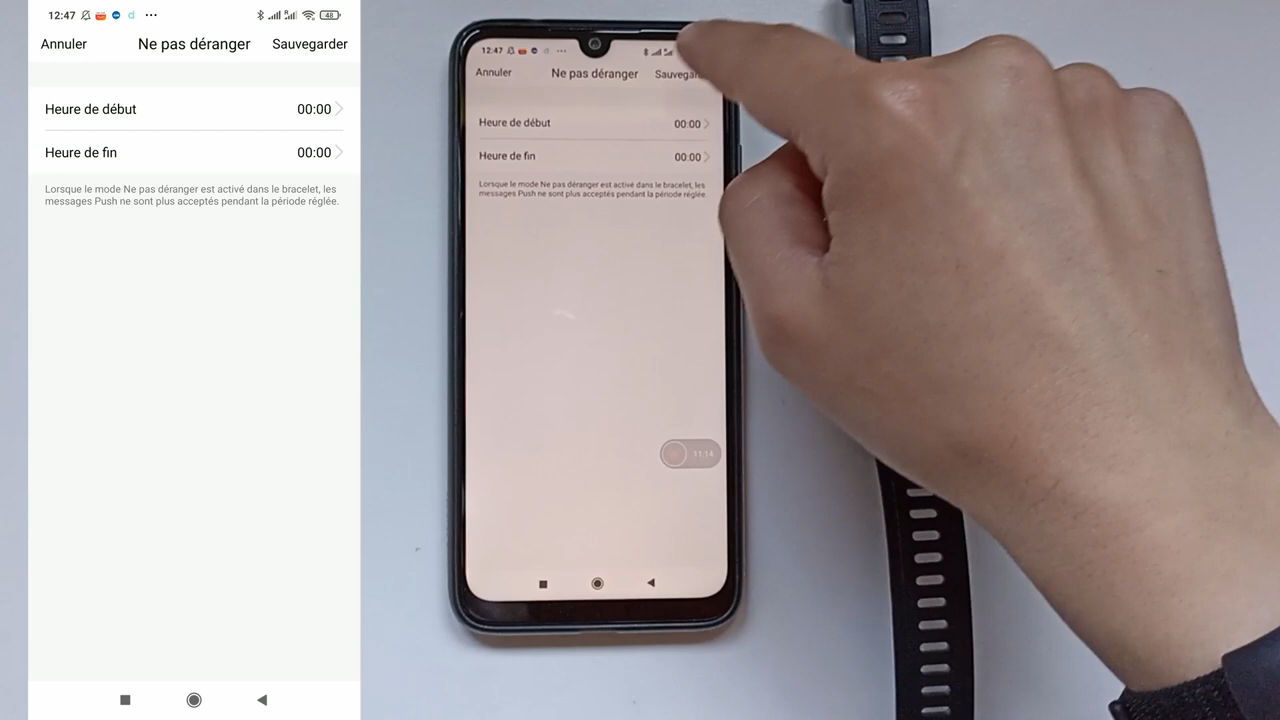 12:47
48
Annuler Ne pas déranger Sauvegarder
Heure de début 00:00
Heure de fin 00:00
Lorsque le mode Ne pas déranger est activé dans le bracelet, les
messages Push ne sont plus acceptés pendant la période réglée.
12:47
Annuler Ne pas déranger Sauvegar
Heure de début 00:00
Heure de fin 00:00
Lorsque le mode Ne pas déranger est activé dans le bracelet, les
messages Push ne sont plus acceptés pendant la période réglée.
11:14